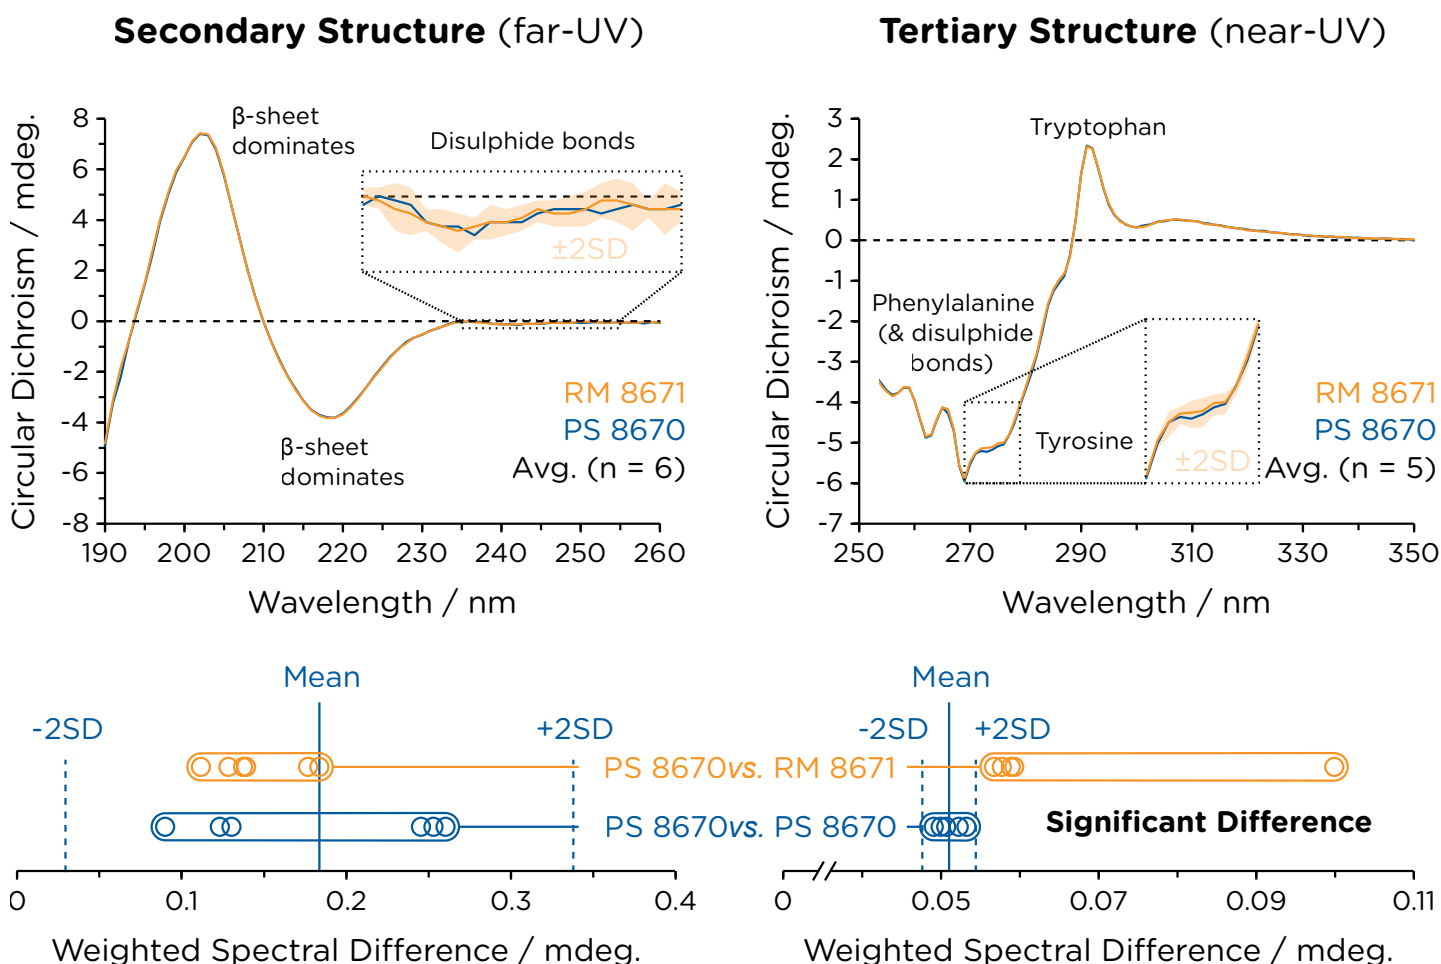 Secondary Structure (far-UV)
Circular Dichroism / mdeg.
8
6
4
2
0
-2
-4
-6
-8
β-sheet
dominates
Disulphide bonds
±2SD
RM 8671
PS 8670
Avg. (n = 6)
β-sheet
dominates
190 200 210 220 230 240 250 260
Wavelength / nm
Tertiary Structure (near-UV)
Circular Dichroism / mdeg.
3
2
1
0
-1
-2
-3
-4
-5
-6
-7
Tryptophan
Phenylalanine
(& disulphide
bonds)
Tyrosine
±2SD
RM 8671
PS 8670
Avg. (n = 5)
250 270 290 310 330 350
Wavelength / nm
Mean
-2SD
+2SD
Mean
-2SD
+2SD
PS 8670vs. RM 8671
PS 8670vs. PS 8670
Significant Difference
0 0.1 0.2 0.3 0.4
Weighted Spectral Difference / mdeg.
0 0.05 0.07 0.09 0.11
Weighted Spectral Difference / mdeg.